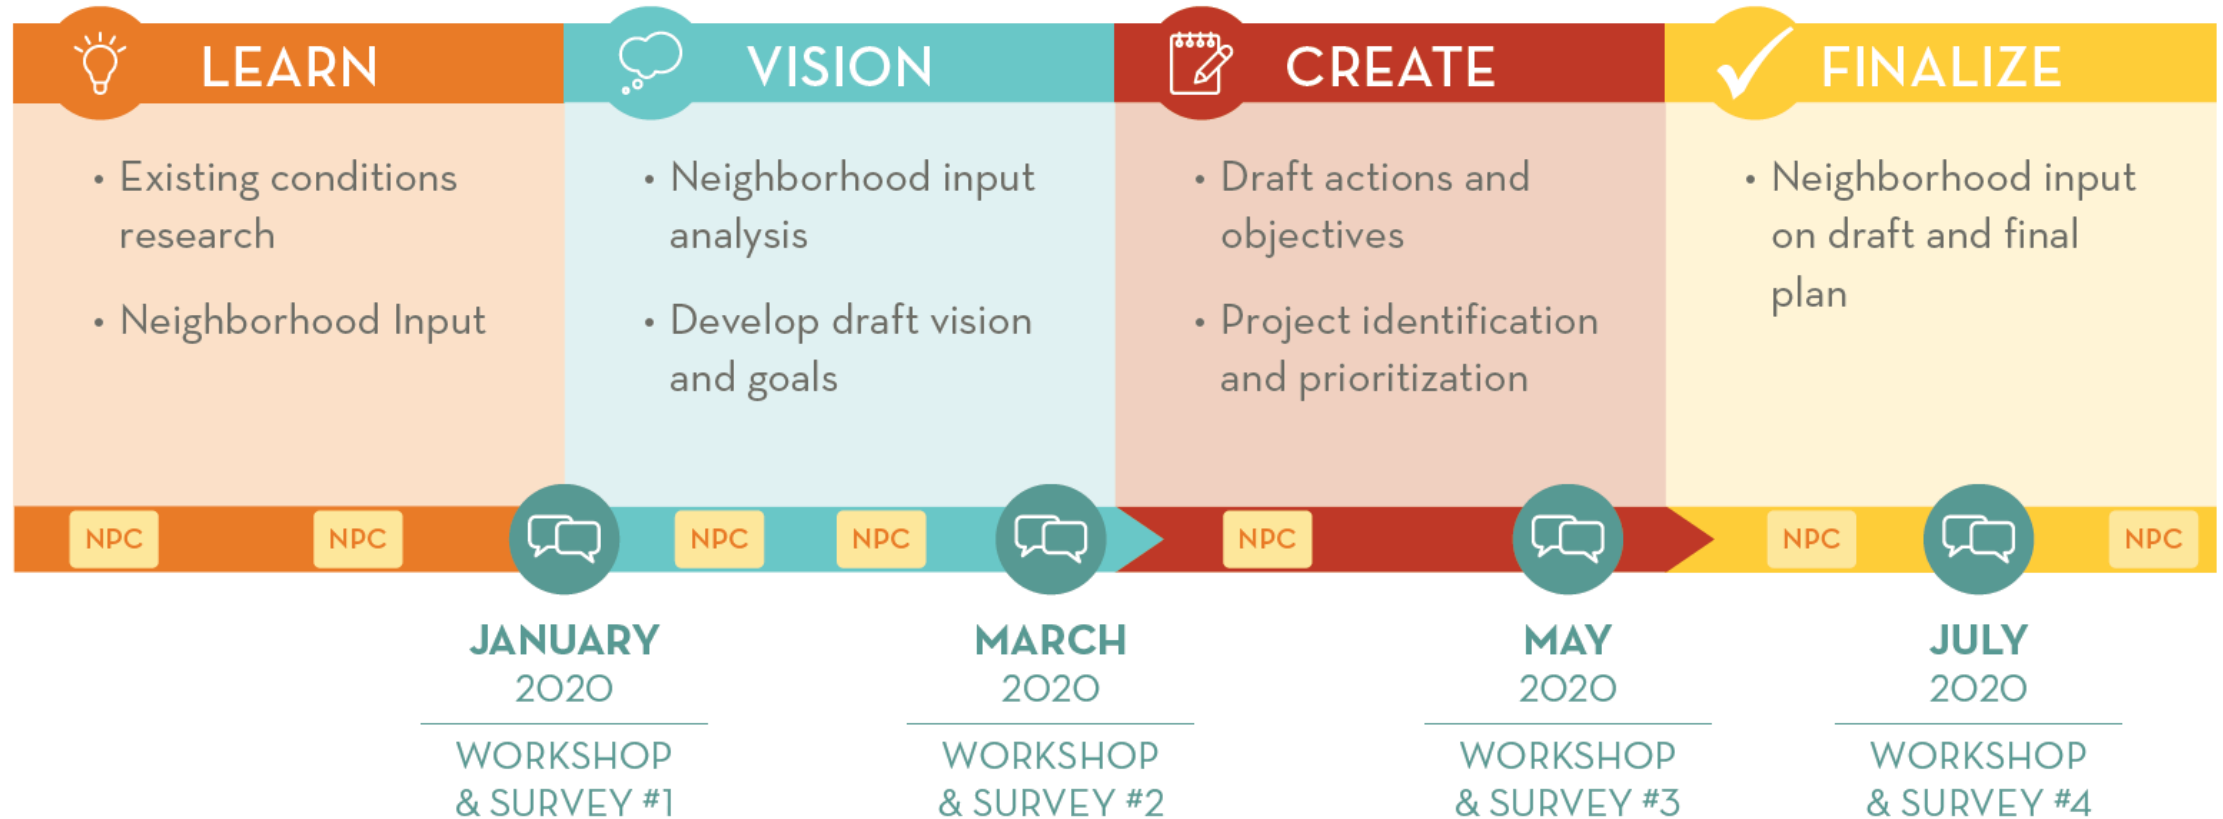 LEARN
• Existing conditions
research
• Neighborhood Input
VISION
• Neighborhood input
analysis
• Develop draft vision
and goals
CREATE
• Draft actions and
objectives
• Project identification
and prioritization
FINALIZE
• Neighborhood input
on draft and final
plan
NPC
NPC
NPC
NPC
NPC
NPC
NPC
JANUARY
2020
WORKSHOP
& SURVEY #1
MARCH
2020
WORKSHOP
& SURVEY #2
MAY
2020
WORKSHOP
& SURVEY #3
JULY
2020
WORKSHOP
& SURVEY #4